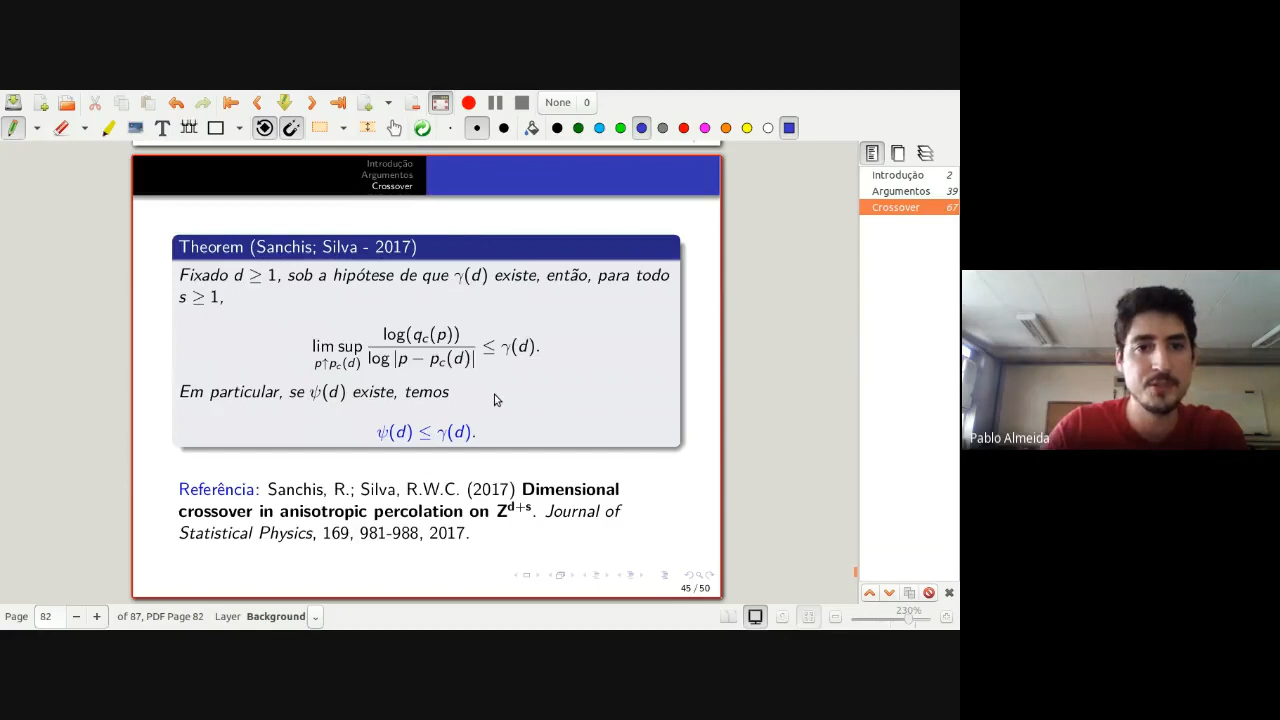 None 0
Introdução
Argumentos
Crossover
Theorem (Sanchis; Silva - 2017)
Fixado d ≥ 1, sob a hipótese de que γ(d) existe, então, para todo
s ≥ 1,
lim sup_{p↑p_c(d)} log(q_c(p)) / log |p − p_c(d)| ≤ γ(d).
Em particular, se ψ(d) existe, temos
ψ(d) ≤ γ(d).
Referência: Sanchis, R.; Silva, R.W.C. (2017) Dimensional
crossover in anisotropic percolation on Z^{d+s}. Journal of
Statistical Physics, 169, 981-988, 2017.
45 / 50
Introdução 2
Argumentos 39
Crossover 67
Page 82 of 87, PDF Page 82 Layer Background
230%
Pablo Almeida